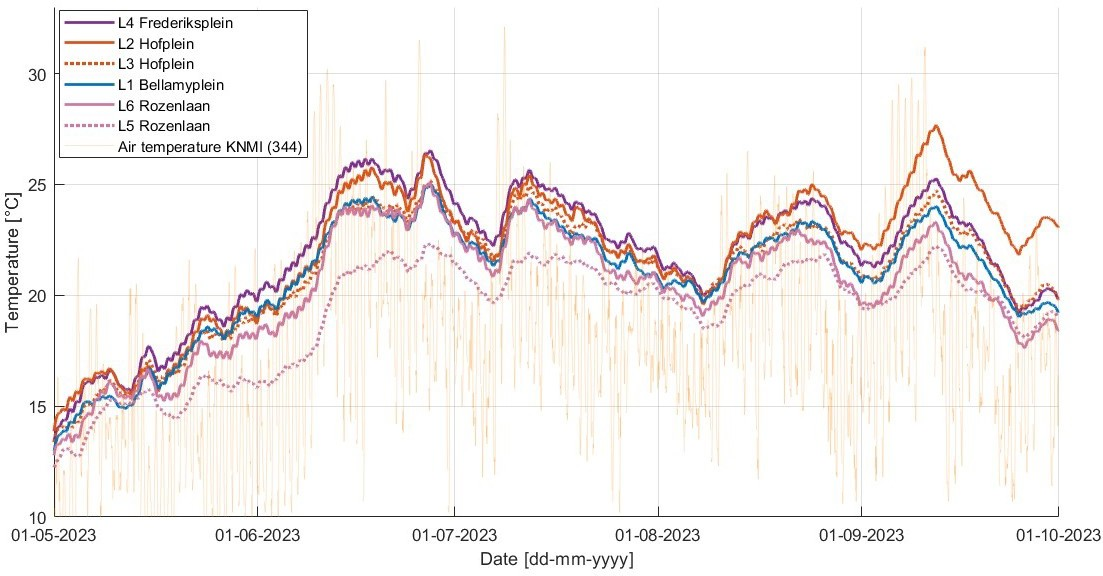 L4 Frederiksplein
L2 Hofplein
L3 Hofplein
L1 Bellamyplein
L6 Rozenlaan
L5 Rozenlaan
Air temperature KNMI (344)
Temperature [°C]
30
25
20
15
10
01-05-2023
01-06-2023
01-07-2023
01-08-2023
01-09-2023
01-10-2023
Date [dd-mm-yyyy]